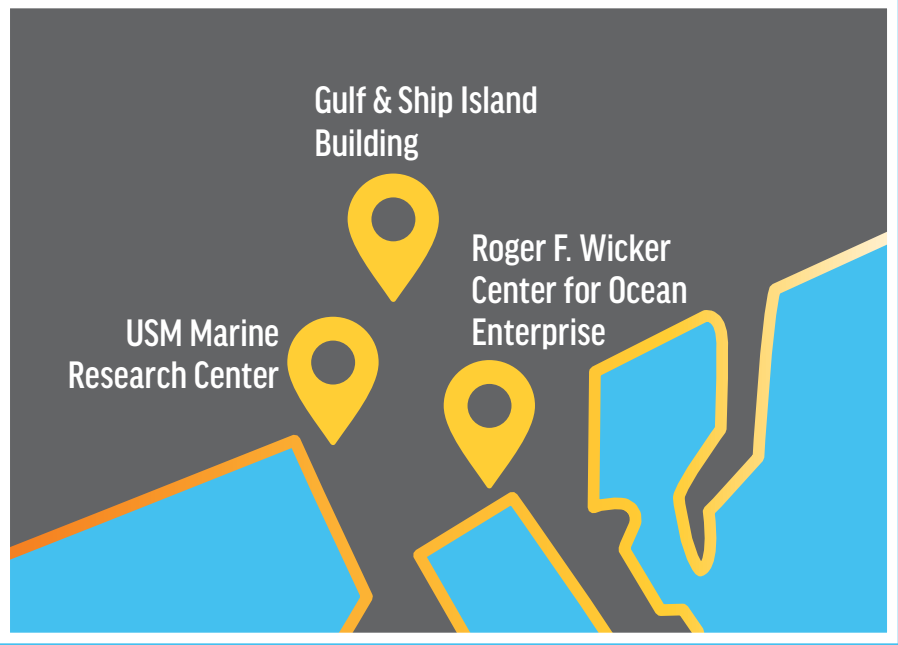 Gulf & Ship Island
Building
Roger F. Wicker
Center for Ocean
Enterprise
USM Marine
Research Center